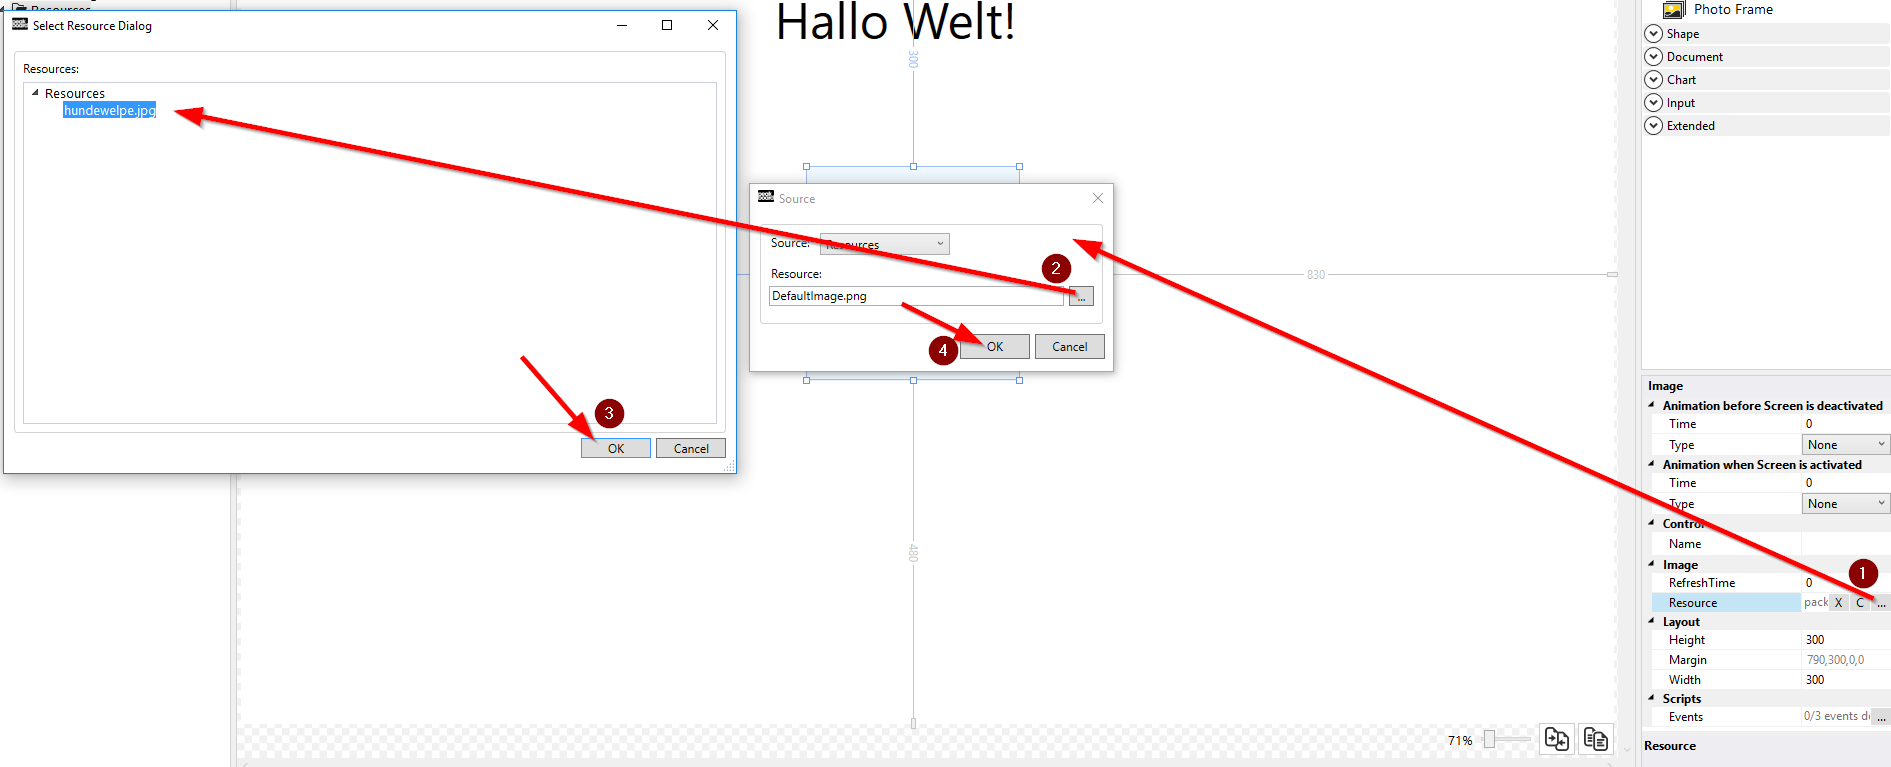 Resources
Select Resource Dialog
Resources:
Resources
hundewelpe.jpg
3
OK
Cancel
Hallo Welt!
300
Source
Source:
Resources
2
Resource:
DefaultImage.png
...
4
OK
Cancel
830
480
71%
Photo Frame
Shape
Document
Chart
Input
Extended
Image
Animation before Screen is deactivated
Time 0
Type None
Animation when Screen is activated
Time 0
Type None
Control
Name
Image
1
RefreshTime 0
Resource pack X C ...
Layout
Height 300
Margin 790,300,0,0
Width 300
Scripts
Events 0/3 events d ...
Resource